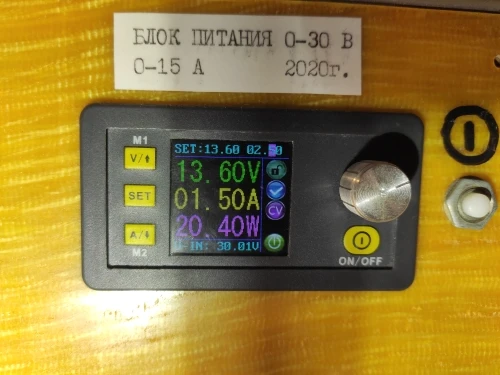 БЛОК ПИТАНИЯ 0-30 В
0-15 А 2020г.
M1
V/⬆
SET
A/⬇
M2
SET:13.60 02.50
13.60V
01.50A
20.40W
U-IN: 30.01V
CV
ON/OFF